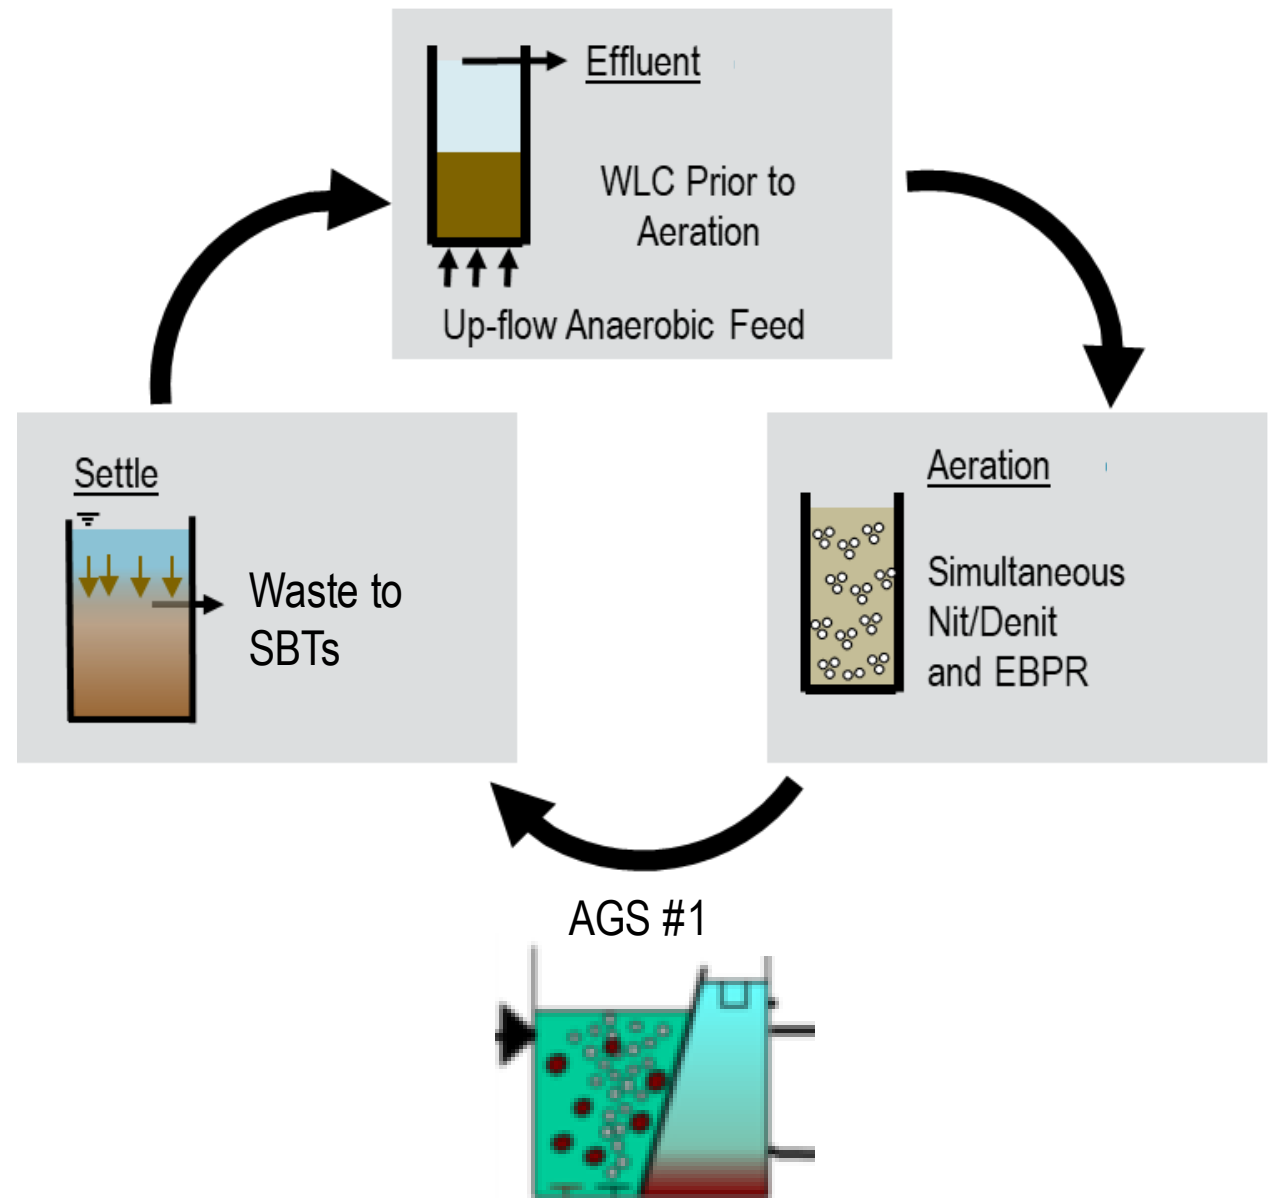 Effluent
WLC Prior to
Aeration
Up-flow Anaerobic Feed
Settle
Waste to
SBTs
Aeration
Simultaneous
Nit/Denit
and EBPR
AGS #1